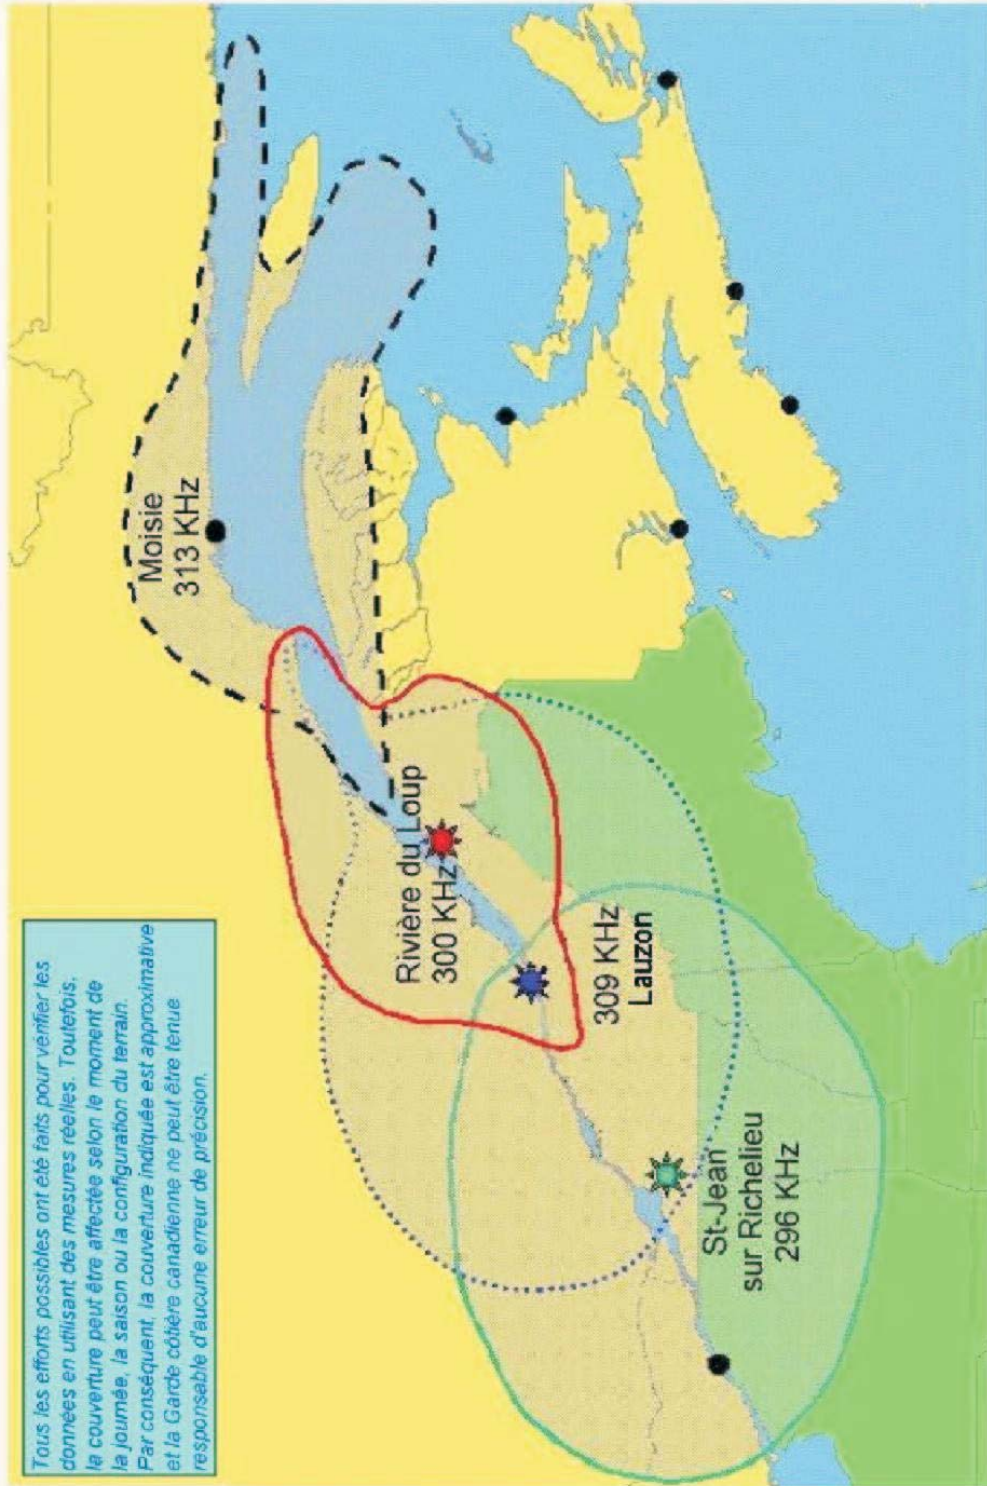 Tous les efforts possibles ont été faits pour vérifier les
données en utilisant des mesures réelles. Toutefois,
la couverture peut être affectée selon le moment de
la journée, la saison ou la configuration du terrain.
Par conséquent, la couverture indiquée est approximative
et la Garde côtière canadienne ne peut être tenue
responsable d'aucune erreur de précision.
Moisie
313 KHz
Rivière du Loup
300 KHz
309 KHz
Lauzon
St-Jean
sur Richelieu
296 KHz